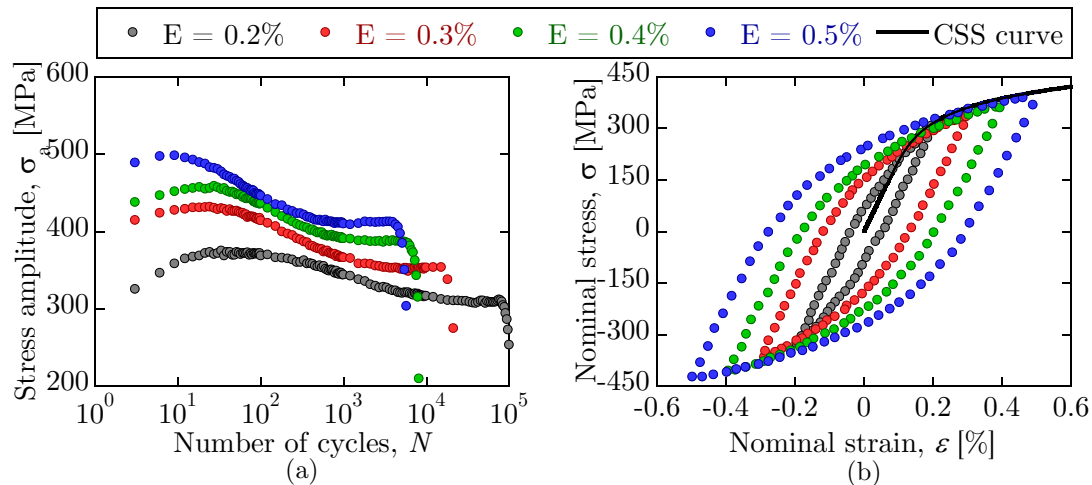 E = 0.2% E = 0.3% E = 0.4% E = 0.5% CSS curve
Stress amplitude, σa [MPa]
600
500
400
300
200
10^0 10^1 10^2 10^3 10^4 10^5
Number of cycles, N
(a)
Nominal stress, σ [MPa]
450
300
150
0
-150
-300
-450
-0.6 -0.4 -0.2 0 0.2 0.4 0.6
Nominal strain, ε [%]
(b)